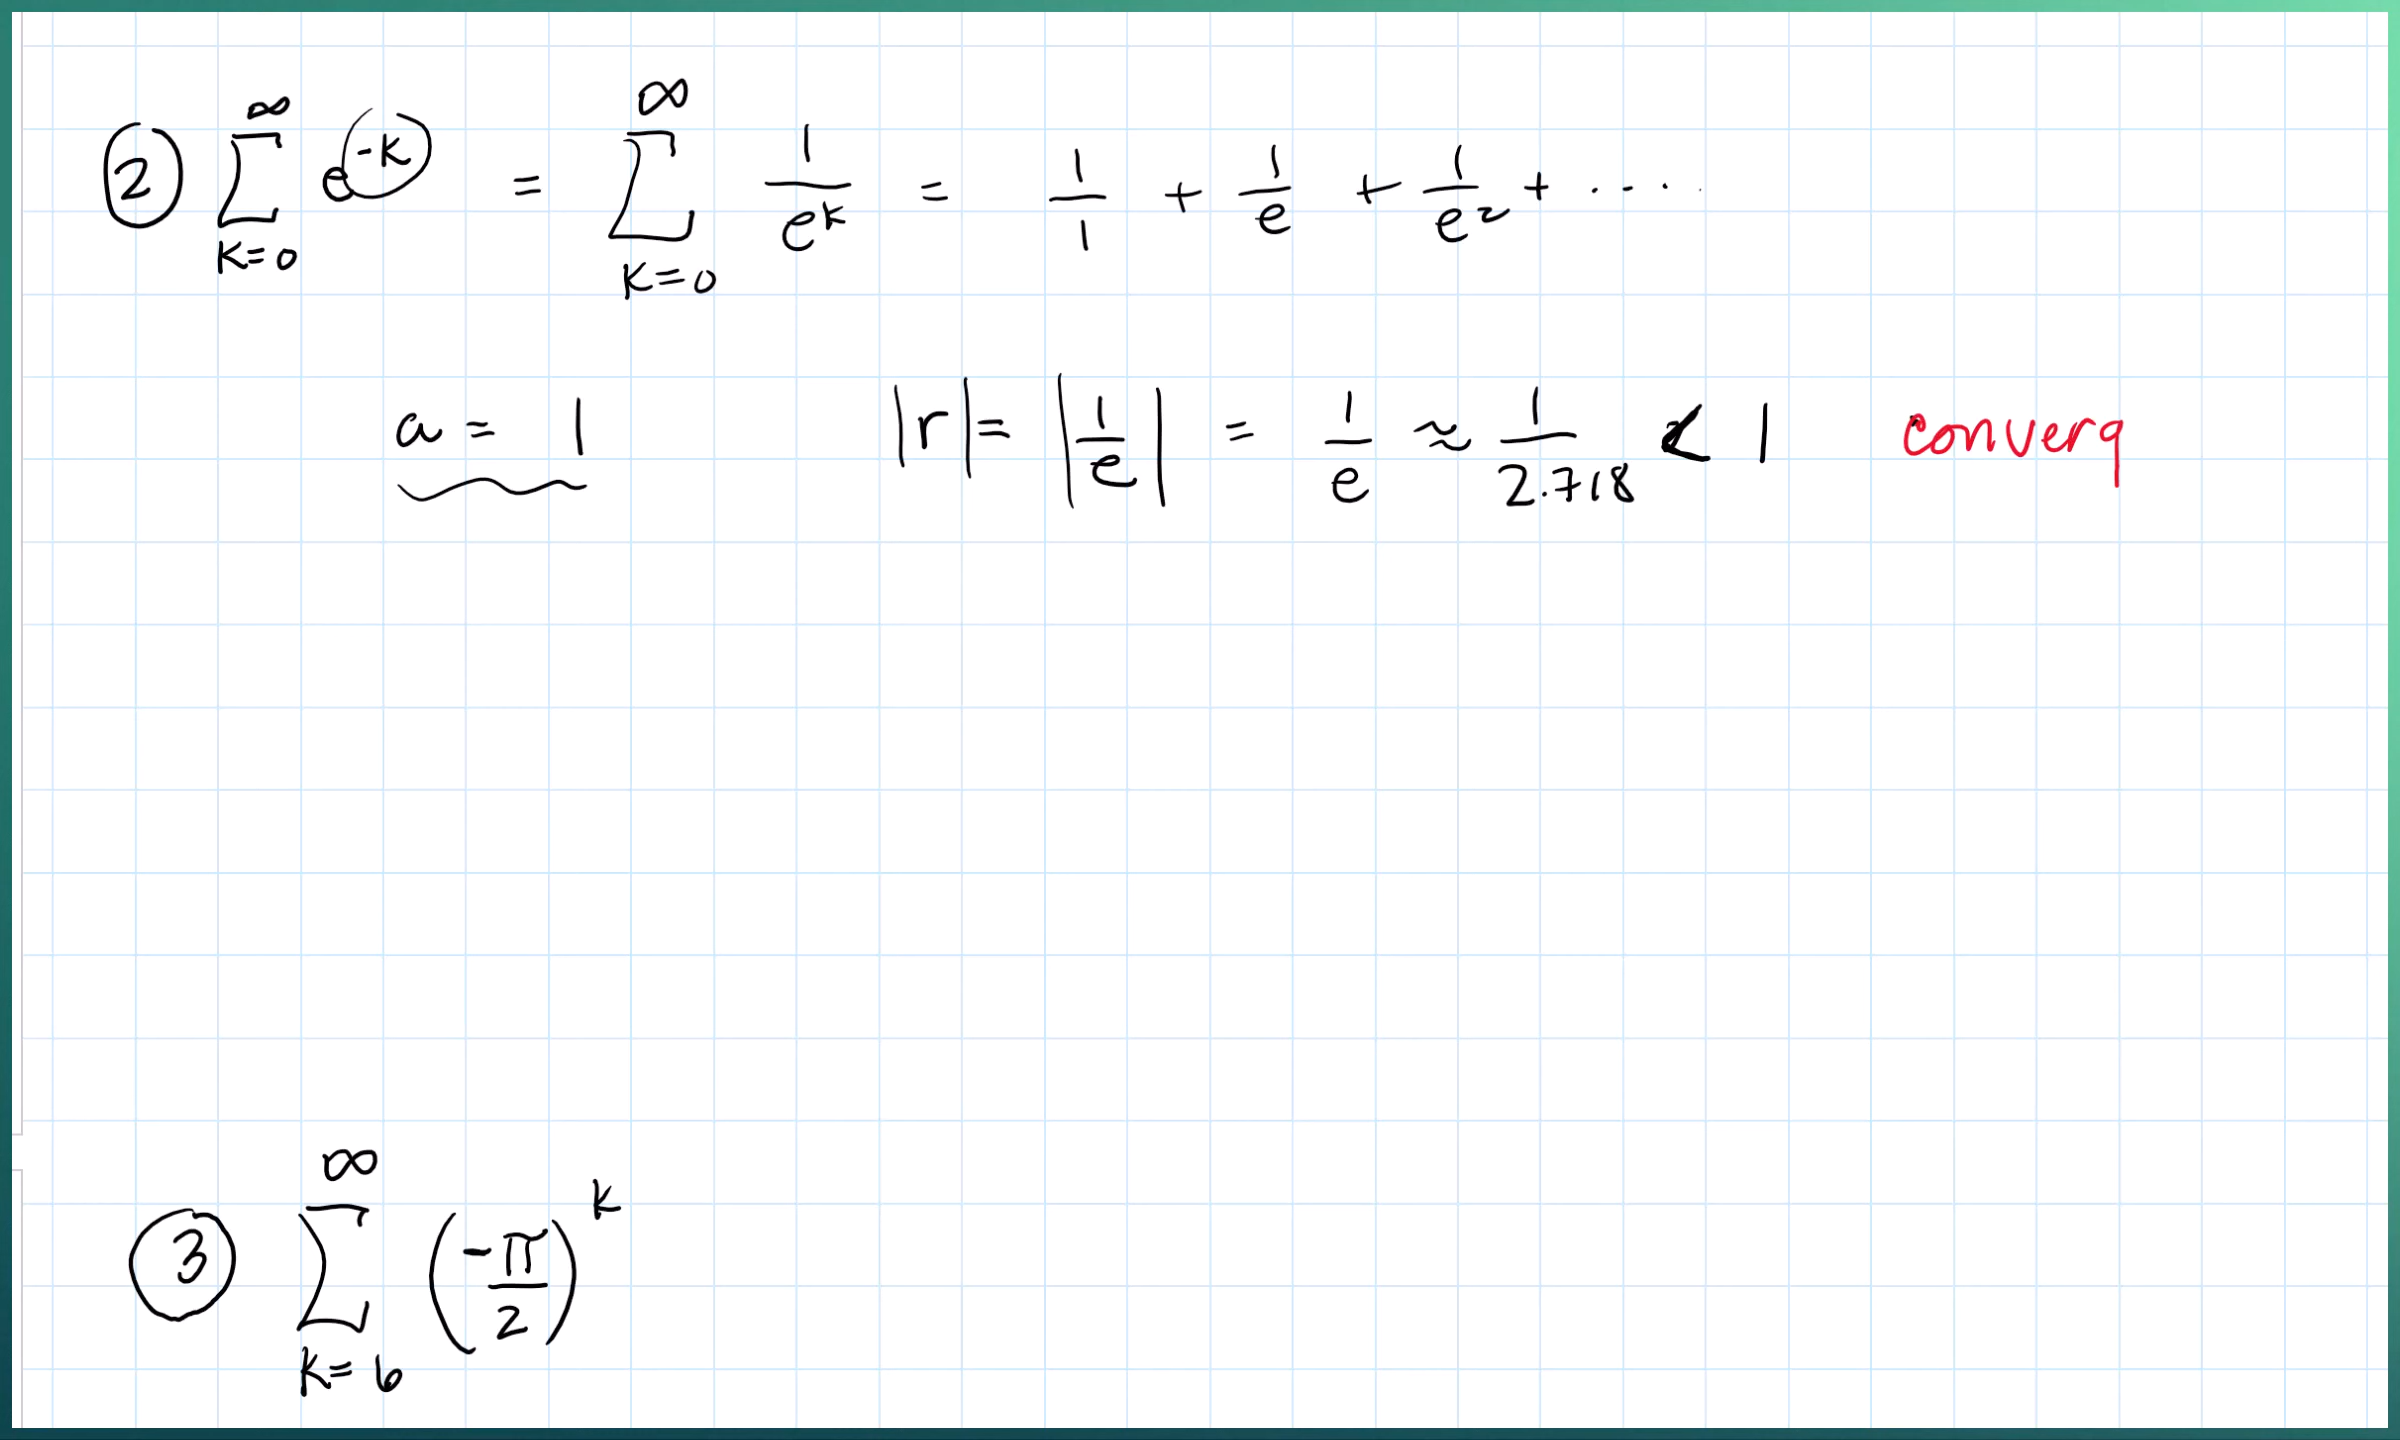 ② ∑_{k=0}^{∞} e^{-k} = ∑_{k=0}^{∞} 1/e^k = 1/1 + 1/e + 1/e^2 + ....
a = 1 |r| = |1/e| = 1/e ≈ 1/2.718 < 1 converg
③ ∑_{k=6}^{∞} (-π/2)^k